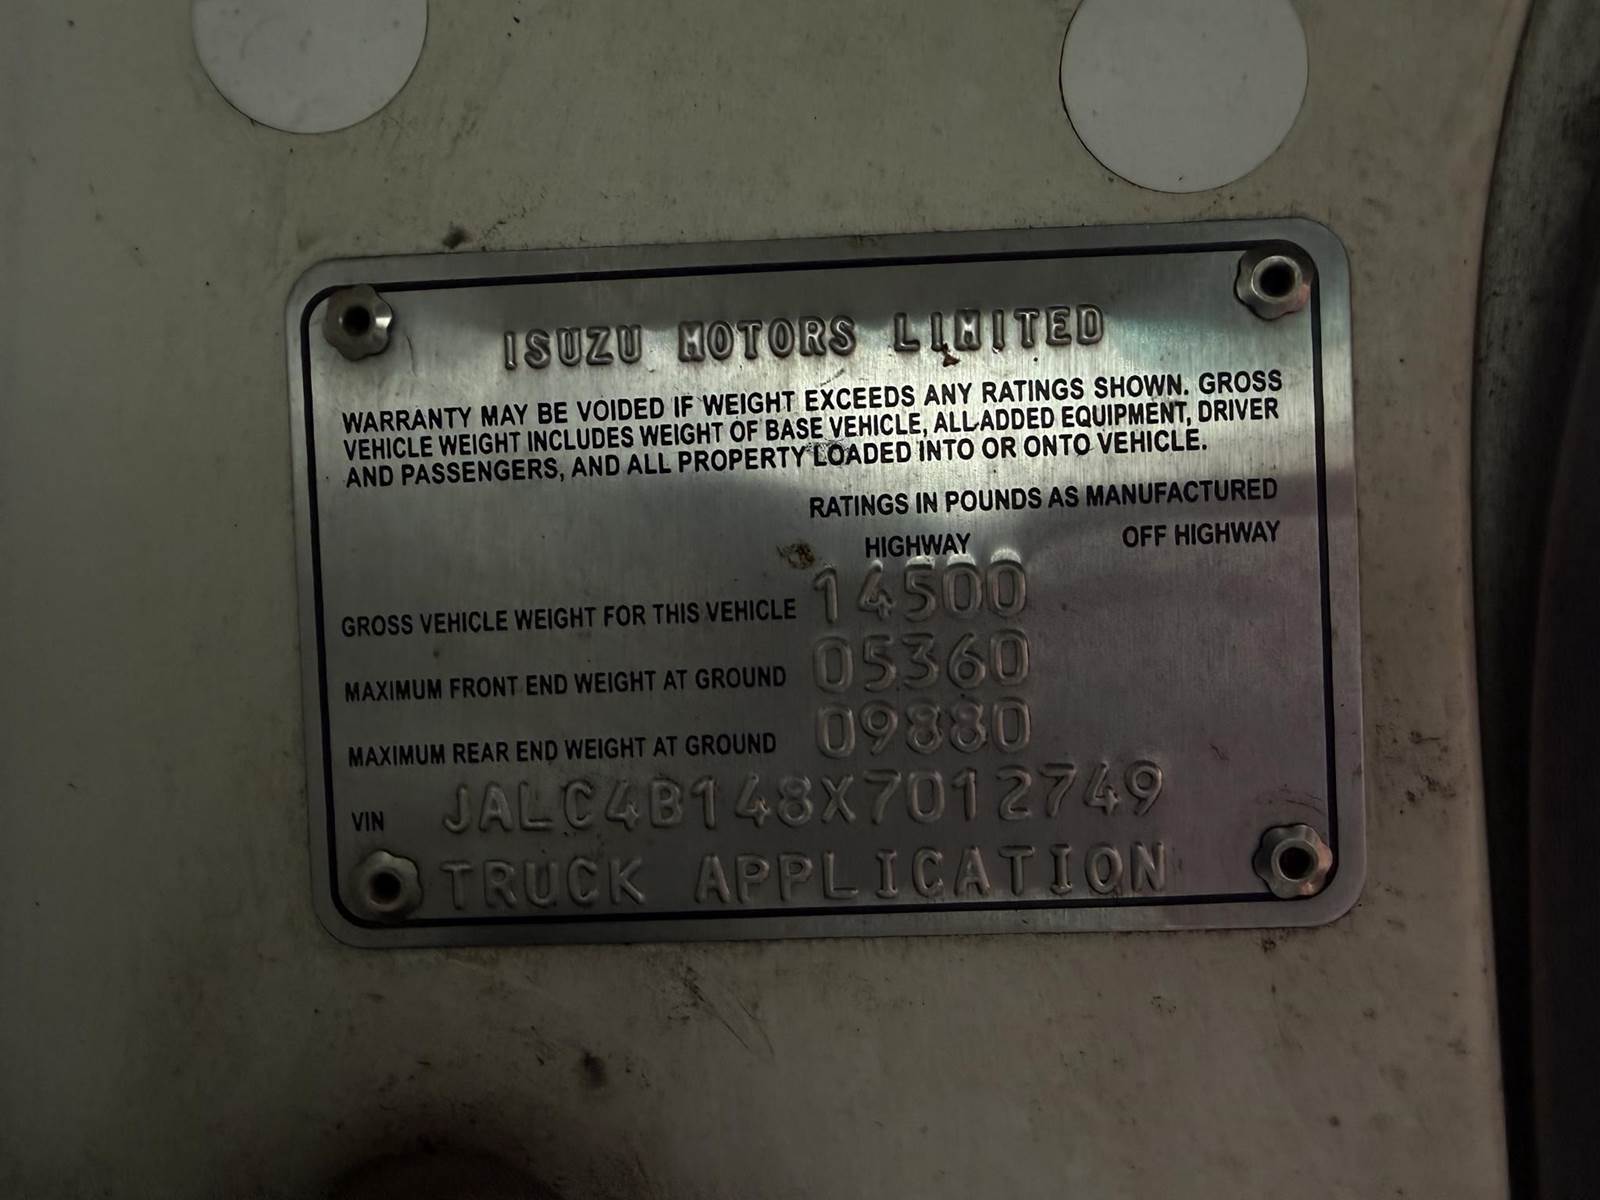 ISUZU MOTORS LIMITED
WARRANTY MAY BE VOIDED IF WEIGHT EXCEEDS ANY RATINGS SHOWN. GROSS
VEHICLE WEIGHT INCLUDES WEIGHT OF BASE VEHICLE, ALL ADDED EQUIPMENT, DRIVER
AND PASSENGERS, AND ALL PROPERTY LOADED INTO OR ONTO VEHICLE.
RATINGS IN POUNDS AS MANUFACTURED
HIGHWAY OFF HIGHWAY
GROSS VEHICLE WEIGHT FOR THIS VEHICLE 14500
MAXIMUM FRONT END WEIGHT AT GROUND 05360
MAXIMUM REAR END WEIGHT AT GROUND 09880
VIN JALC4B148X7012749
TRUCK APPLICATION